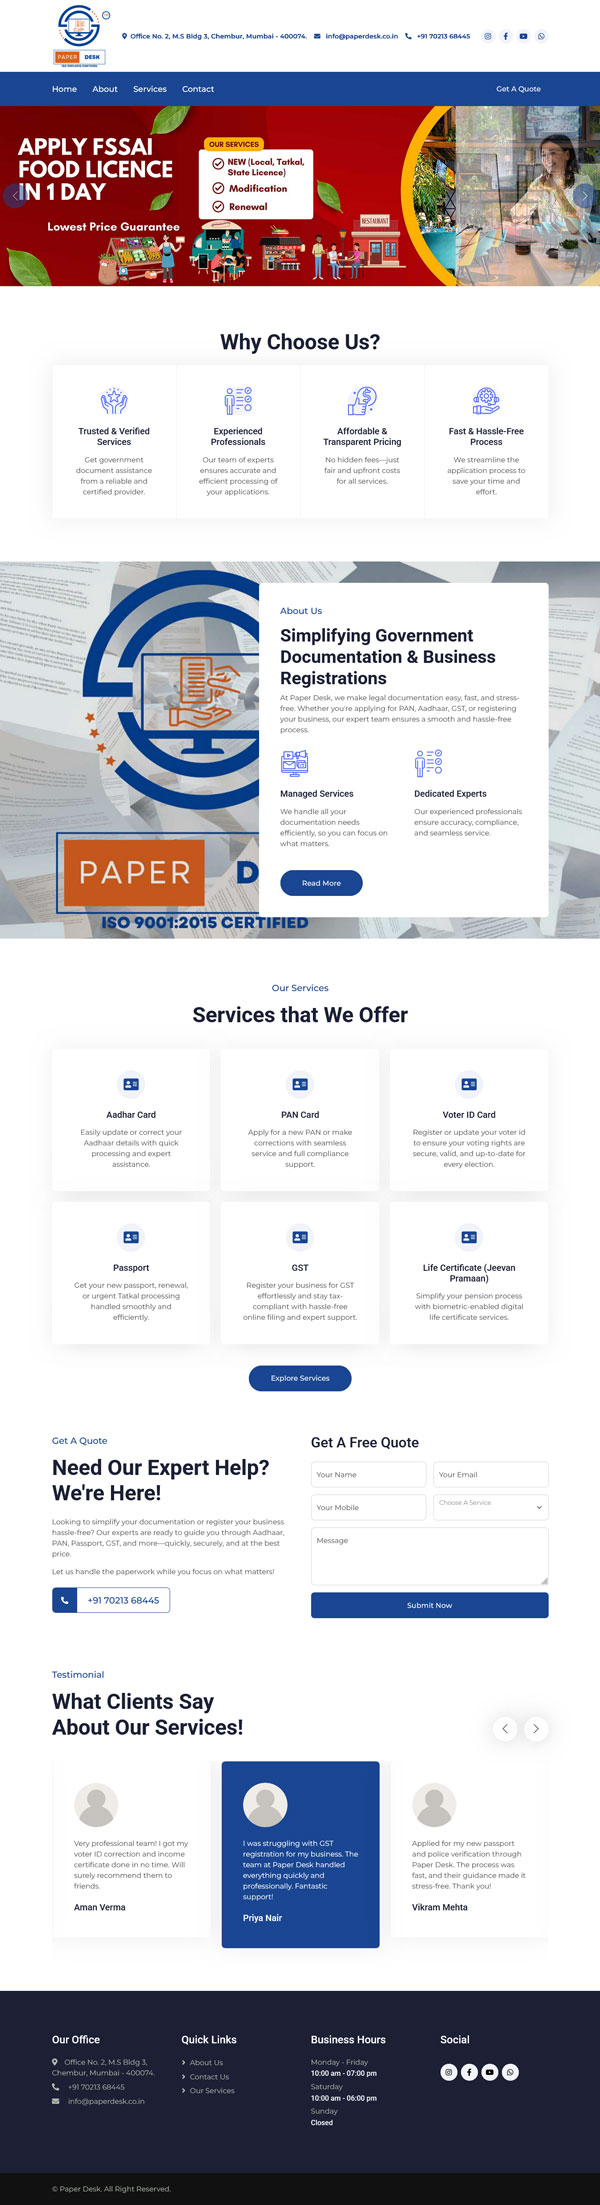 PAPER DESK
ISO 9001:2015 CERTIFIED
Office No. 2, M.S Bldg 3, Chembur, Mumbai - 400074.
info@paperdesk.co.in
+91 70213 68445
Home
About
Services
Contact
Get A Quote
APPLY FSSAI
FOOD LICENCE
IN 1 DAY
Lowest Price Guarantee
OUR SERVICES
NEW (Local, Tatkal,
State Licence)
Modification
Renewal
RESTAURANT
Why Choose Us?
Trusted & Verified
Services
Get government
document assistance
from a reliable and
certified provider.
Experienced
Professionals
Our team of experts
ensures accurate and
efficient processing of
your applications.
Affordable &
Transparent Pricing
No hidden fees—just
fair and upfront costs
for all services.
Fast & Hassle-Free
Process
We streamline the
application process to
save your time and
effort.
PAPER D
ISO 9001:2015 CERTIFIED
About Us
Simplifying Government
Documentation & Business
Registrations
At Paper Desk, we make legal documentation easy, fast, and stress-
free. Whether you're applying for PAN, Aadhaar, GST, or registering
your business, our expert team ensures a smooth and hassle-free
process.
Managed Services
We handle all your
documentation needs
efficiently, so you can focus on
what matters.
Dedicated Experts
Our experienced professionals
ensure accuracy, compliance,
and seamless service.
Read More
Our Services
Services that We Offer
Aadhar Card
Easily update or correct your
Aadhaar details with quick
processing and expert
assistance.
PAN Card
Apply for a new PAN or make
corrections with seamless
service and full compliance
support.
Voter ID Card
Register or update your voter id
to ensure your voting rights are
secure, valid, and up-to-date for
every election.
Passport
Get your new passport, renewal,
or urgent Tatkal processing
handled smoothly and
efficiently.
GST
Register your business for GST
effortlessly and stay tax-
compliant with hassle-free
online filing and expert support.
Life Certificate (Jeevan
Pramaan)
Simplify your pension process
with biometric-enabled digital
life certificate services.
Explore Services
Get A Quote
Need Our Expert Help?
We're Here!
Looking to simplify your documentation or register your business
hassle-free? Our experts are ready to guide you through Aadhaar,
PAN, Passport, GST, and more—quickly, securely, and at the best
price.
Let us handle the paperwork while you focus on what matters!
+91 70213 68445
Get A Free Quote
Your Name
Your Email
Your Mobile
Choose A Service
Message
Submit Now
Testimonial
What Clients Say
About Our Services!
Very professional team! I got my
voter ID correction and income
certificate done in no time. Will
surely recommend them to
friends.
Aman Verma
I was struggling with GST
registration for my business. The
team at Paper Desk handled
everything quickly and
professionally. Fantastic
support!
Priya Nair
Applied for my new passport
and police verification through
Paper Desk. The process was
fast, and their guidance made it
stress-free. Thank you!
Vikram Mehta
Our Office
Office No. 2, M.S Bldg 3,
Chembur, Mumbai - 400074.
+91 70213 68445
info@paperdesk.co.in
Quick Links
About Us
Contact Us
Our Services
Business Hours
Monday - Friday
10:00 am - 07:00 pm
Saturday
10:00 am - 06:00 pm
Sunday
Closed
Social
© Paper Desk. All Right Reserved.